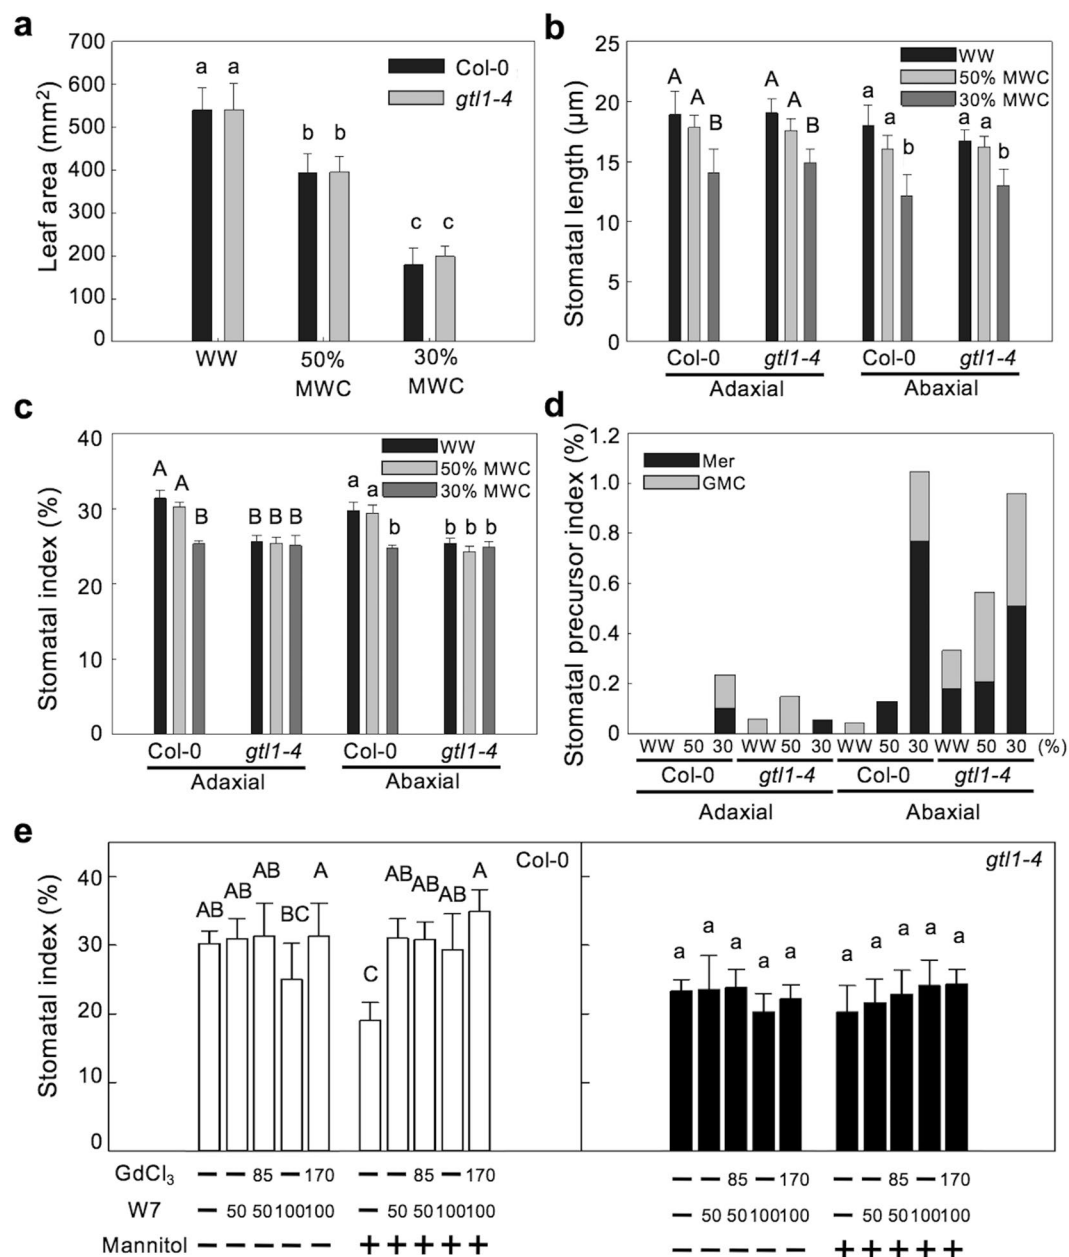 a
700
600
500
400
300
200
100
0
Leaf area (mm²)
Col-0
gtl1-4
a a
b b
c c
WW 50% MWC 30% MWC
b
25
20
15
10
5
0
Stomatal length (µm)
WW
50% MWC
30% MWC
A A B A A B a a b a a b
Col-0 gtl1-4 Col-0 gtl1-4
Adaxial Abaxial
c
40
30
20
10
0
Stomatal index (%)
WW
50% MWC
30% MWC
A A B B B B a a b b b b
Col-0 gtl1-4 Col-0 gtl1-4
Adaxial Abaxial
d
1.2
1.0
0.8
0.6
0.4
0.2
0
Stomatal precursor index (%)
Mer
GMC
WW 50 30 WW 50 30 WW 50 30 WW 50 30 (%)
Col-0 gtl1-4 Col-0 gtl1-4
Adaxial Abaxial
e
Col-0 gtl1-4
40
30
20
10
0
Stomatal index (%)
AB AB AB BC A C AB AB AB A
a a a a a a a a a a
GdCl₃ – – 85 – 170 – – 85 – 170 – – 85 – 170 – – 85 – 170
W7 – 50 50 100 100 – 50 50 100 100 – 50 50 100 100 – 50 50 100 100
Mannitol – – – – – + + + + + – – – – – + + + + +